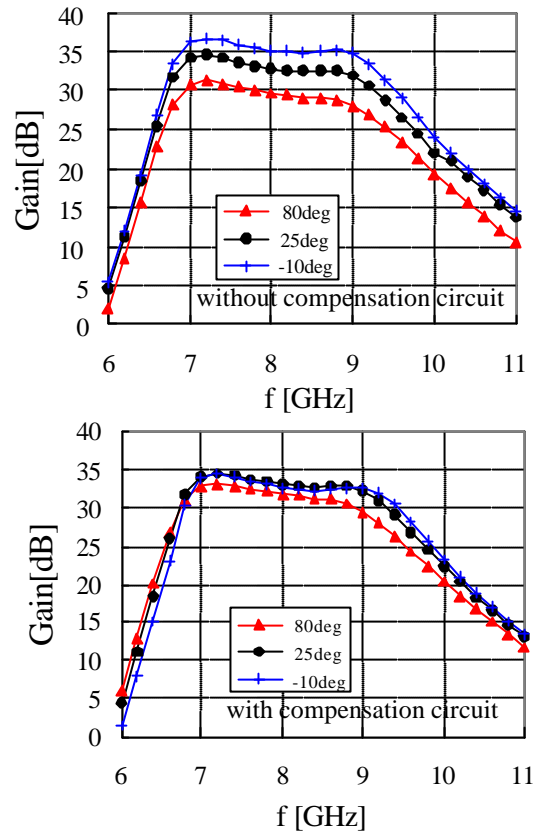 40
35
30
25
20
15
10
5
0
Gain[dB]
80deg
25deg
-10deg
without compensation circuit
6 7 8 9 10 11
f [GHz]
40
35
30
25
20
15
10
5
0
Gain[dB]
80deg
25deg
-10deg
with compensation circuit
6 7 8 9 10 11
f [GHz]